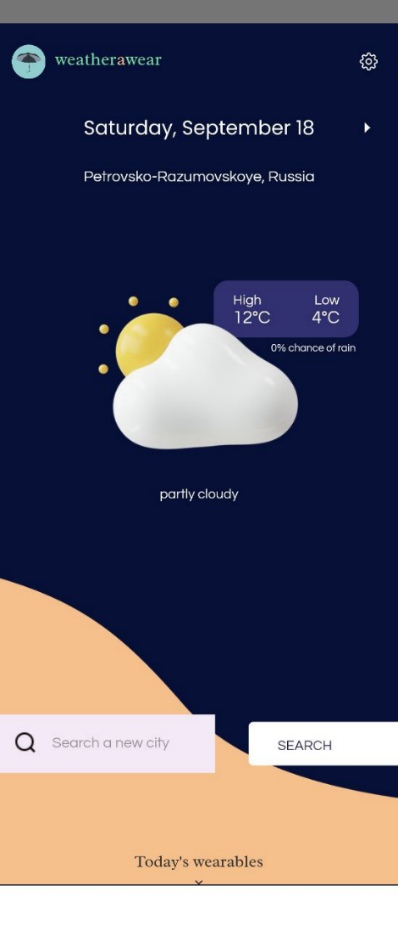 weatherawear
Saturday, September 18
Petrovsko-Razumovskoye, Russia
High Low
12°C 4°C
0% chance of rain
partly cloudy
Search a new city
SEARCH
Today's wearables